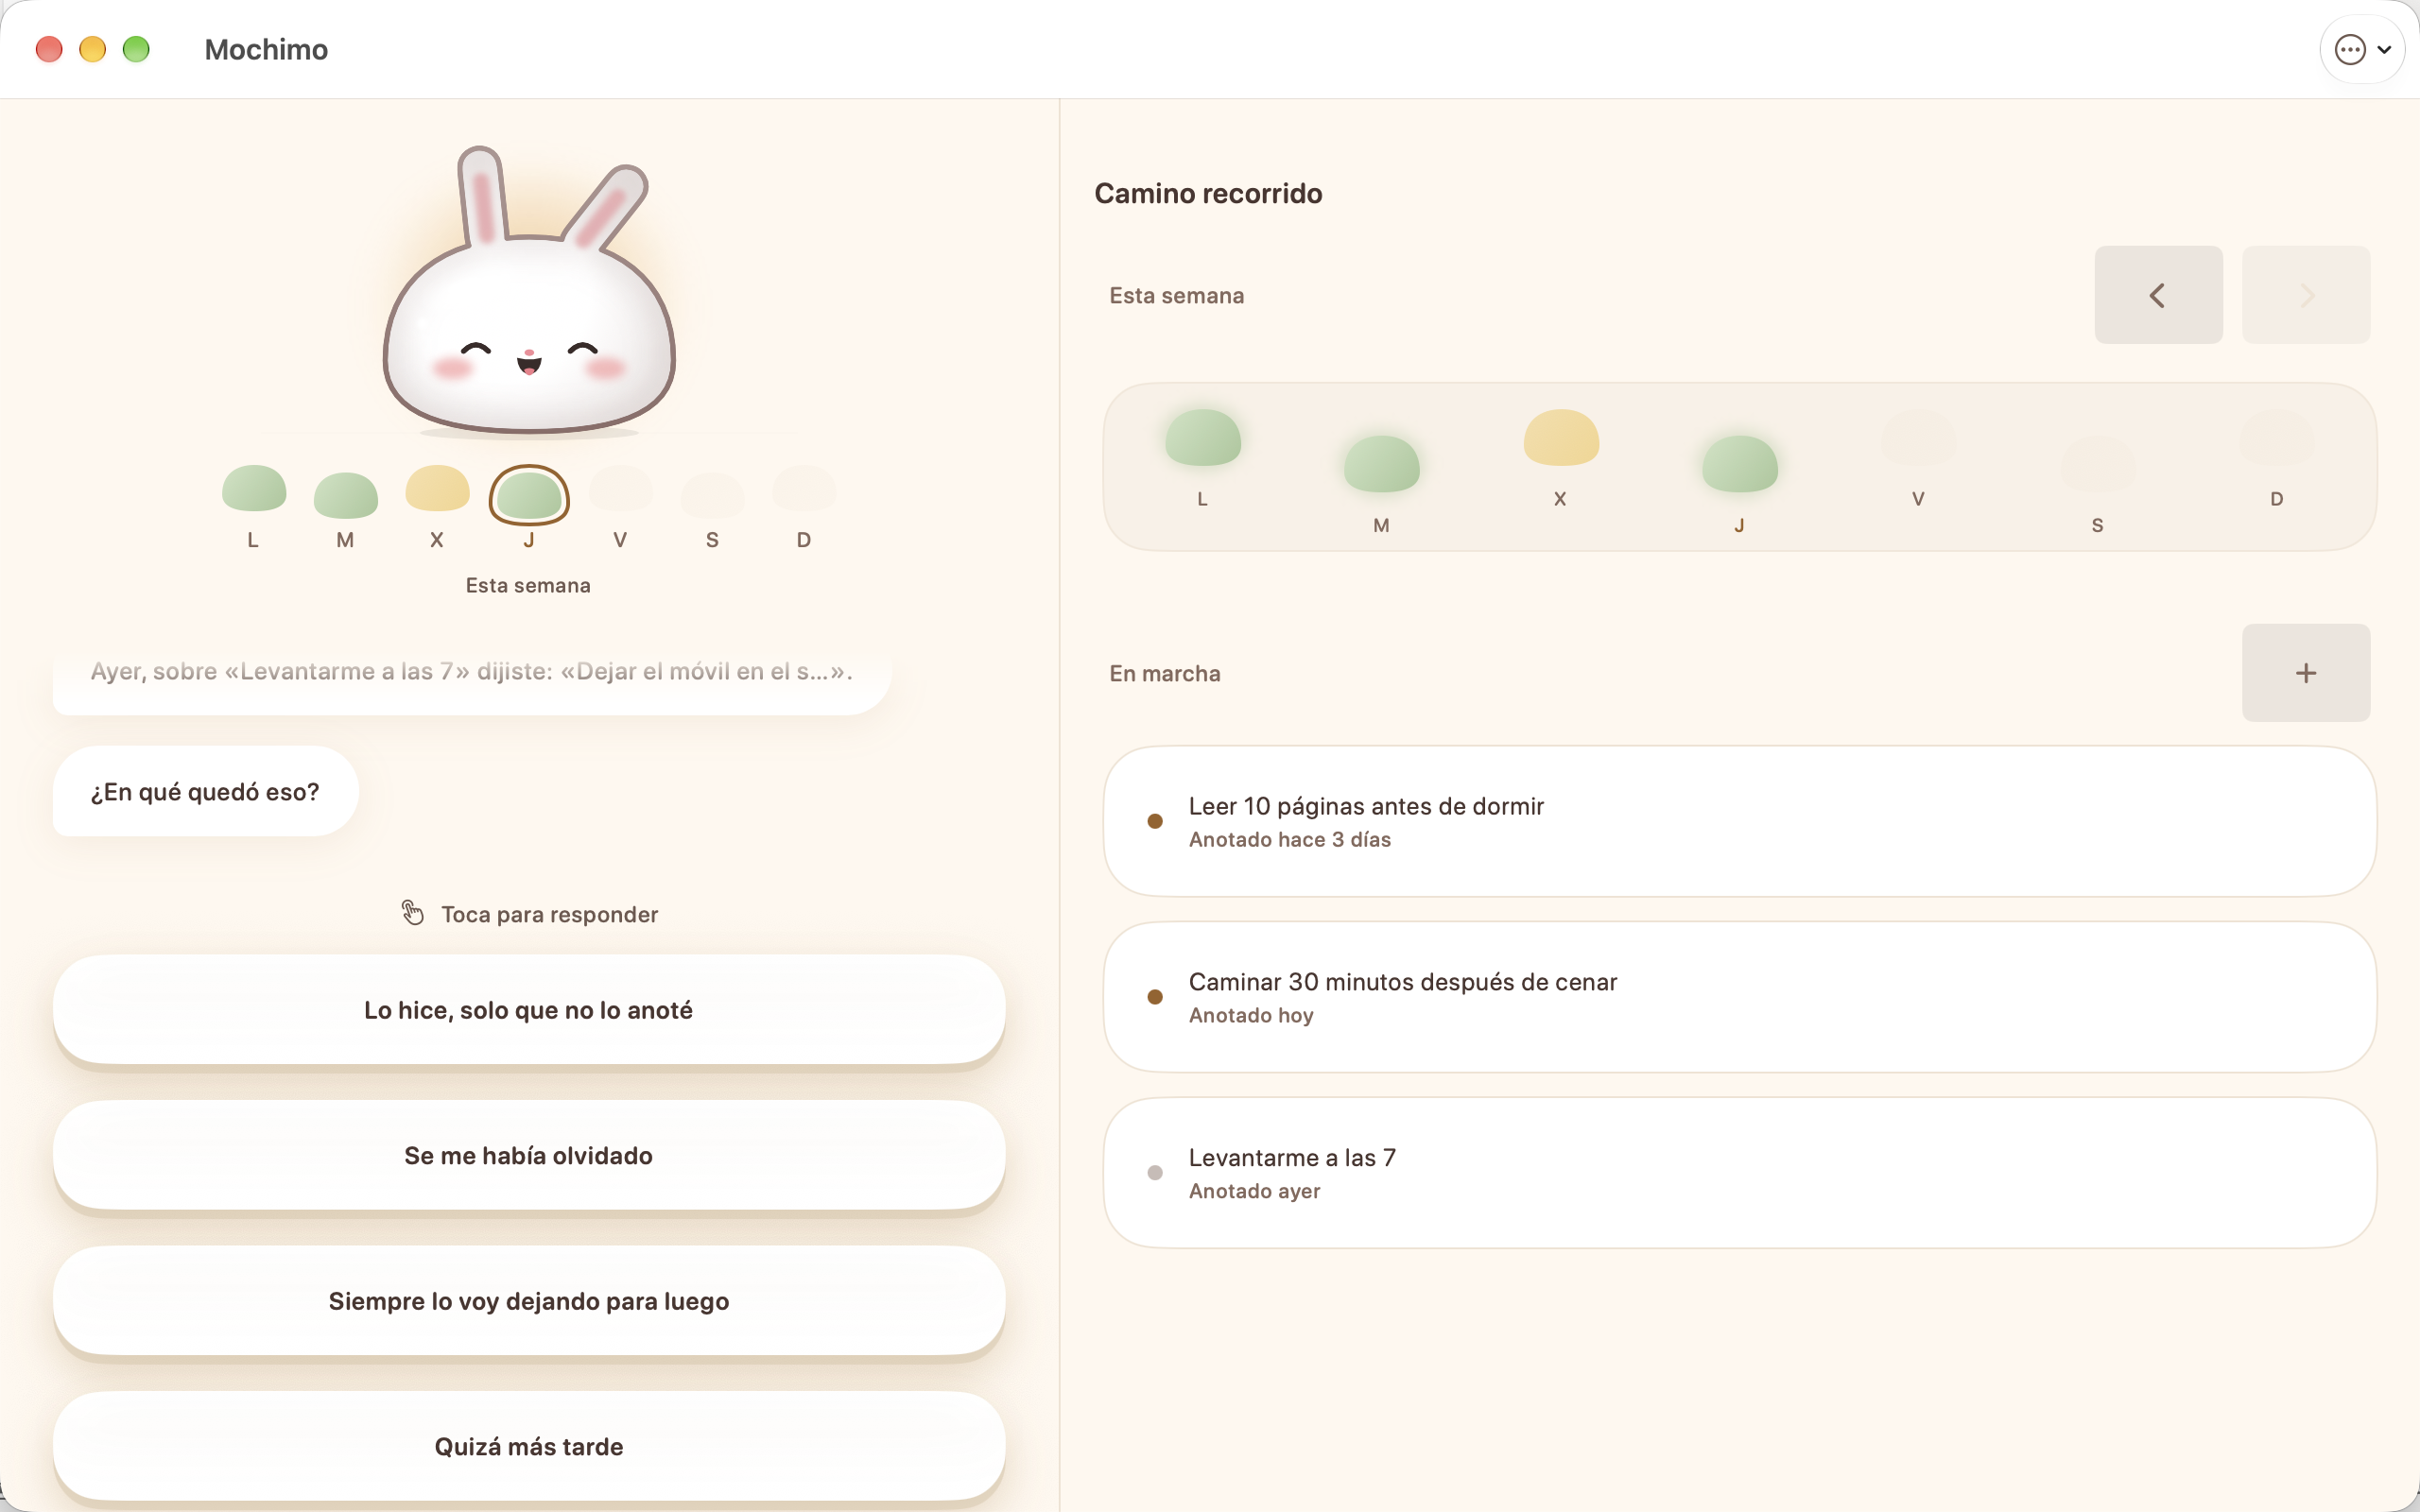 Mochimo
L M X J V S D
Esta semana
Ayer, sobre «Levantarme a las 7» dijiste: «Dejar el móvil en el s...».
¿En qué quedó eso?
Toca para responder
Lo hice, solo que no lo anoté
Se me había olvidado
Siempre lo voy dejando para luego
Quizá más tarde
Camino recorrido
Esta semana
L M X J V S D
En marcha
Leer 10 páginas antes de dormir
Anotado hace 3 días
Caminar 30 minutos después de cenar
Anotado hoy
Levantarme a las 7
Anotado ayer